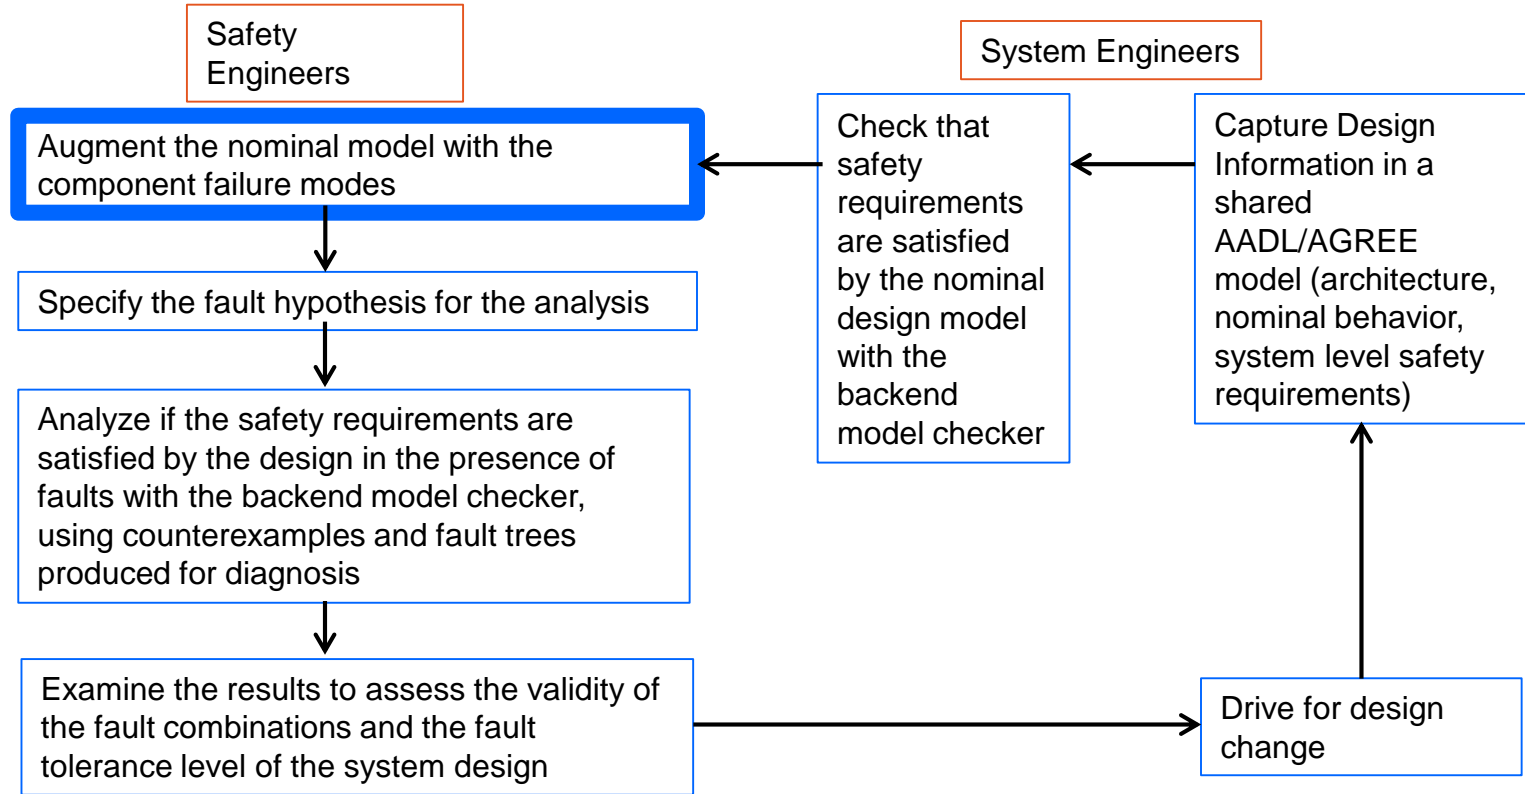 Safety
Engineers
System Engineers
Augment the nominal model with the
component failure modes
Check that
safety
requirements
are satisfied
by the nominal
design model
with the
backend
model checker
Capture Design
Information in a
shared
AADL/AGREE
model (architecture,
nominal behavior,
system level safety
requirements)
Specify the fault hypothesis for the analysis
Analyze if the safety requirements are
satisfied by the design in the presence of
faults with the backend model checker,
using counterexamples and fault trees
produced for diagnosis
Examine the results to assess the validity of
the fault combinations and the fault
tolerance level of the system design
Drive for design
change